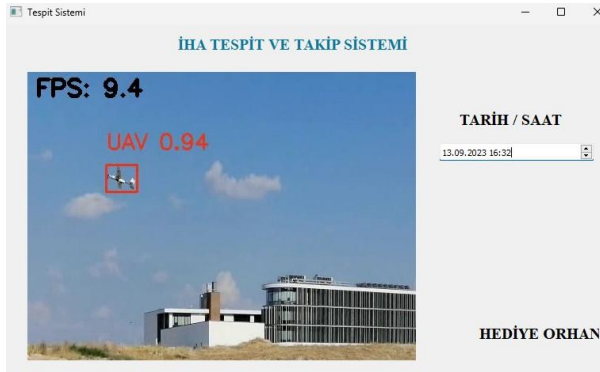 Tespit Sistemi
İHA TESPİT VE TAKİP SİSTEMİ
FPS: 9.4
UAV 0.94
TARİH / SAAT
13.09.2023 16:32
HEDİYE ORHAN